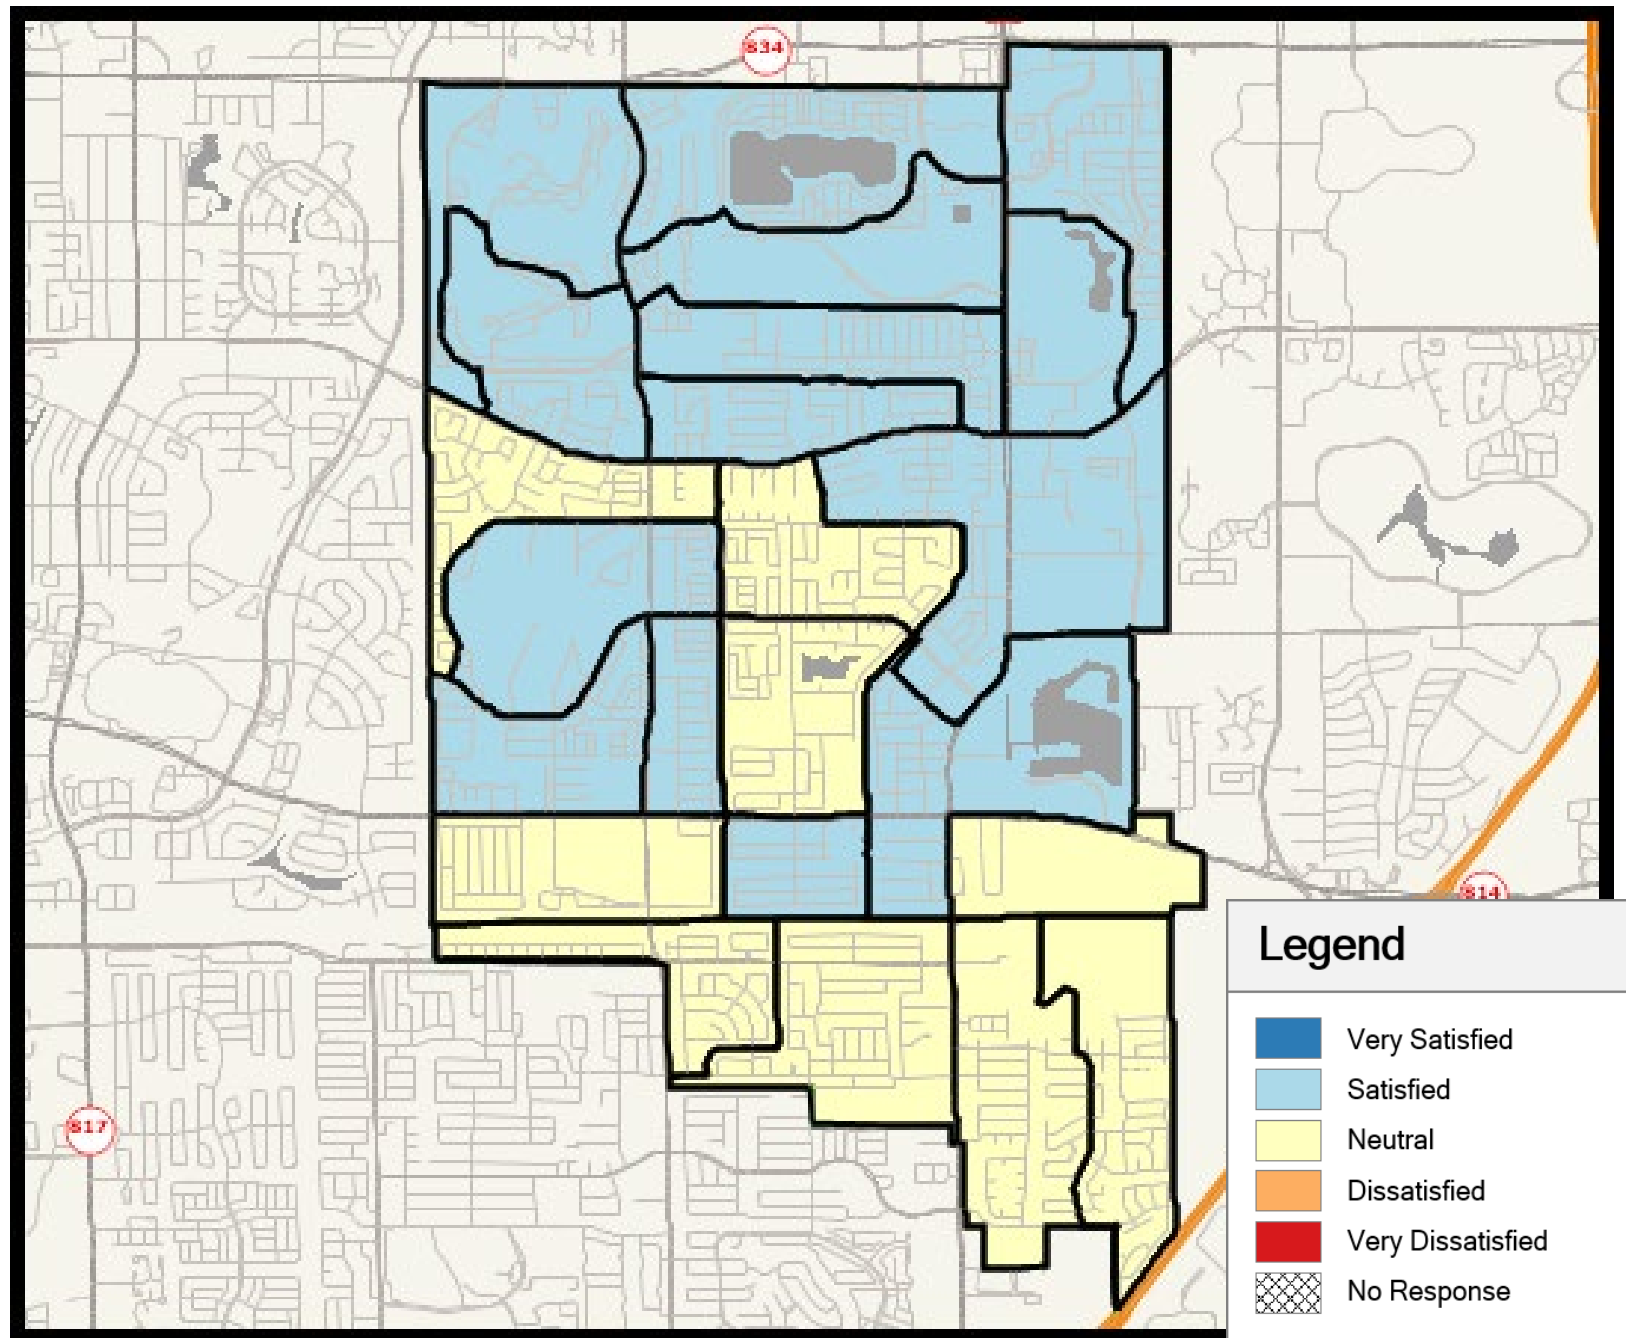 834
814
Legend
Very Satisfied
Satisfied
Neutral
Dissatisfied
Very Dissatisfied
No Response
817